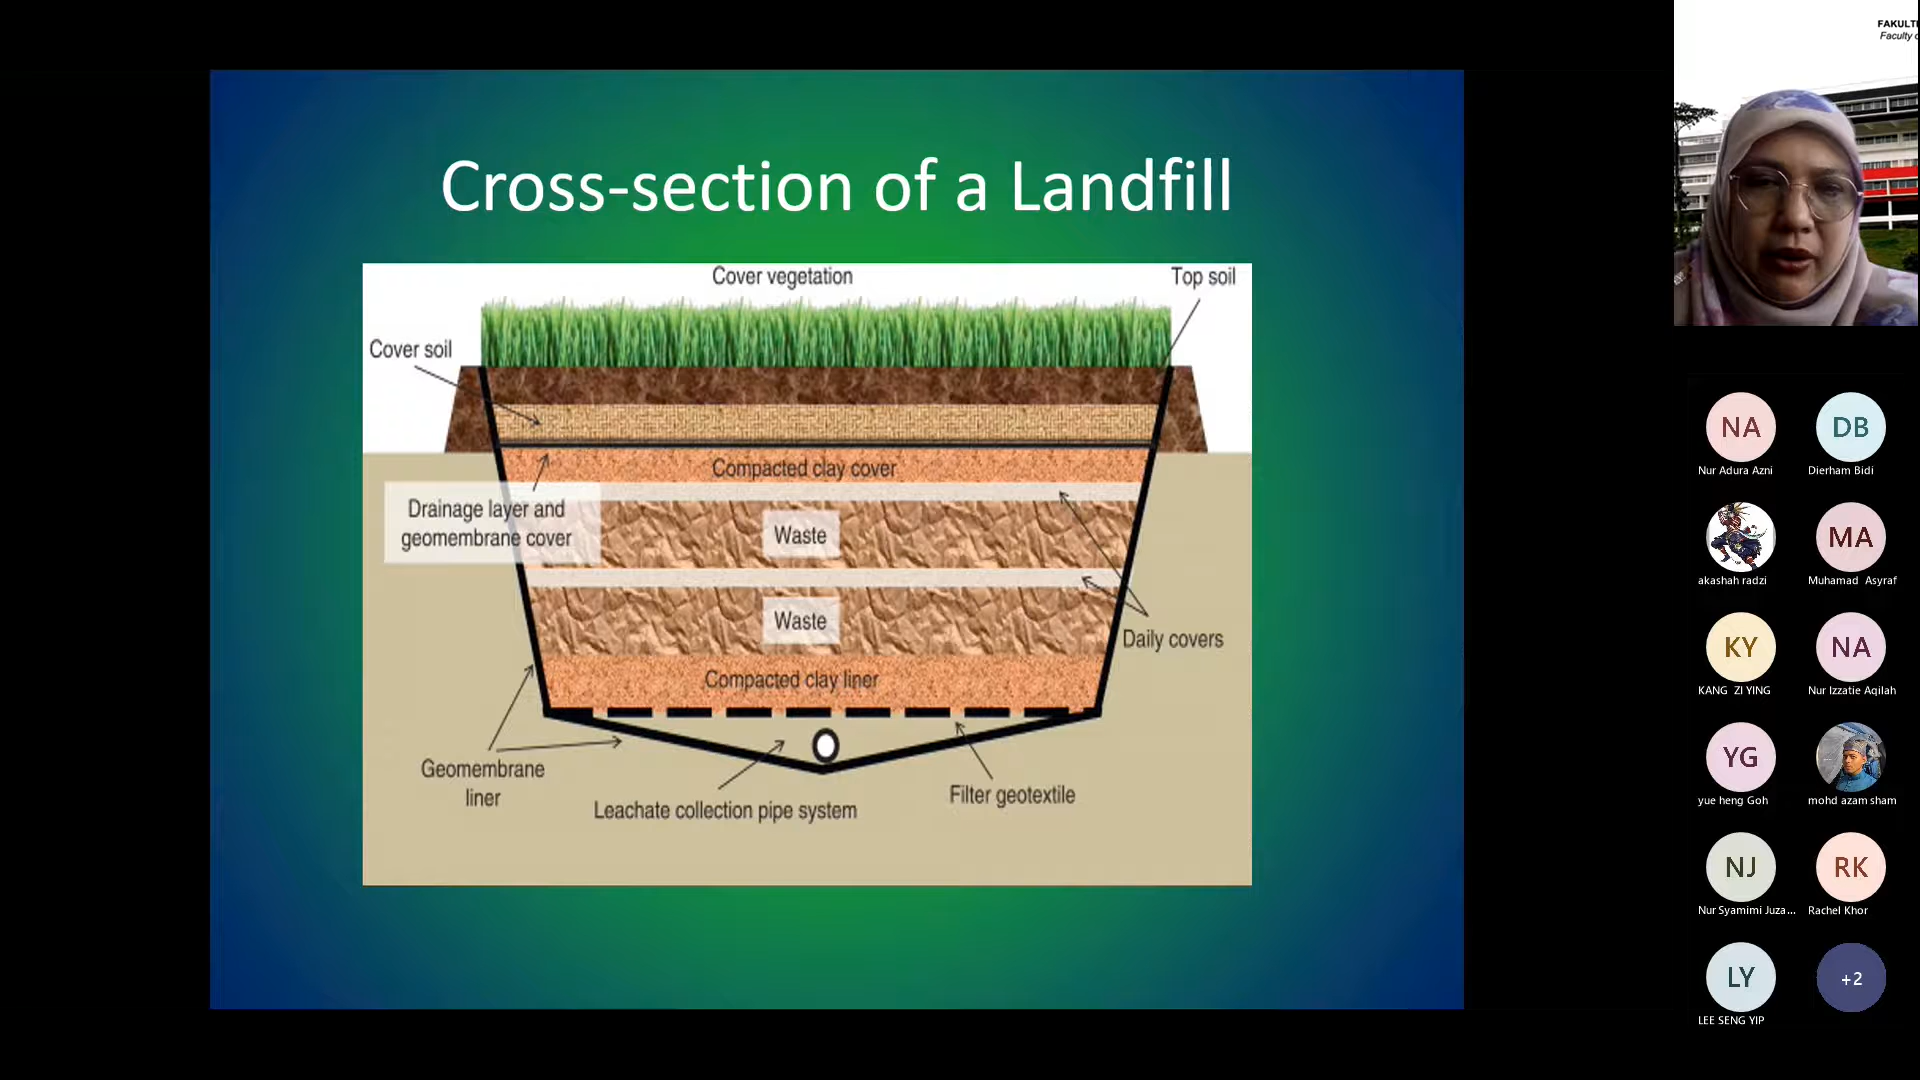 FAKULT
Faculty
Cross-section of a Landfill
Cover vegetation
Top soil
Cover soil
Compacted clay cover
Drainage layer and
geomembrane cover
Waste
Waste
Daily covers
Compacted clay liner
Geomembrane
liner
Leachate collection pipe system
Filter geotextile
NA
DB
Nur Adura Azni
Dierham Bidi
MA
akashah radzi
Muhamad Asyraf
KY
NA
KANG ZI YING
Nur Izzatie Aqilah
YG
yue heng Goh
mohd azam sham
NJ
RK
Nur Syamimi Juza...
Rachel Khor
LY
+2
LEE SENG YIP